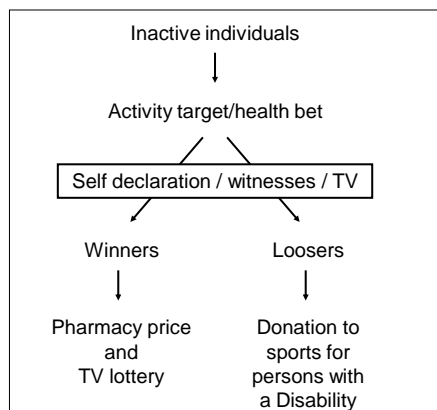 Inactive individuals
Activity target/health bet
Self declaration / witnesses / TV
Winners
Loosers
Pharmacy price
and
TV lottery
Donation to
sports for
persons with
a Disability